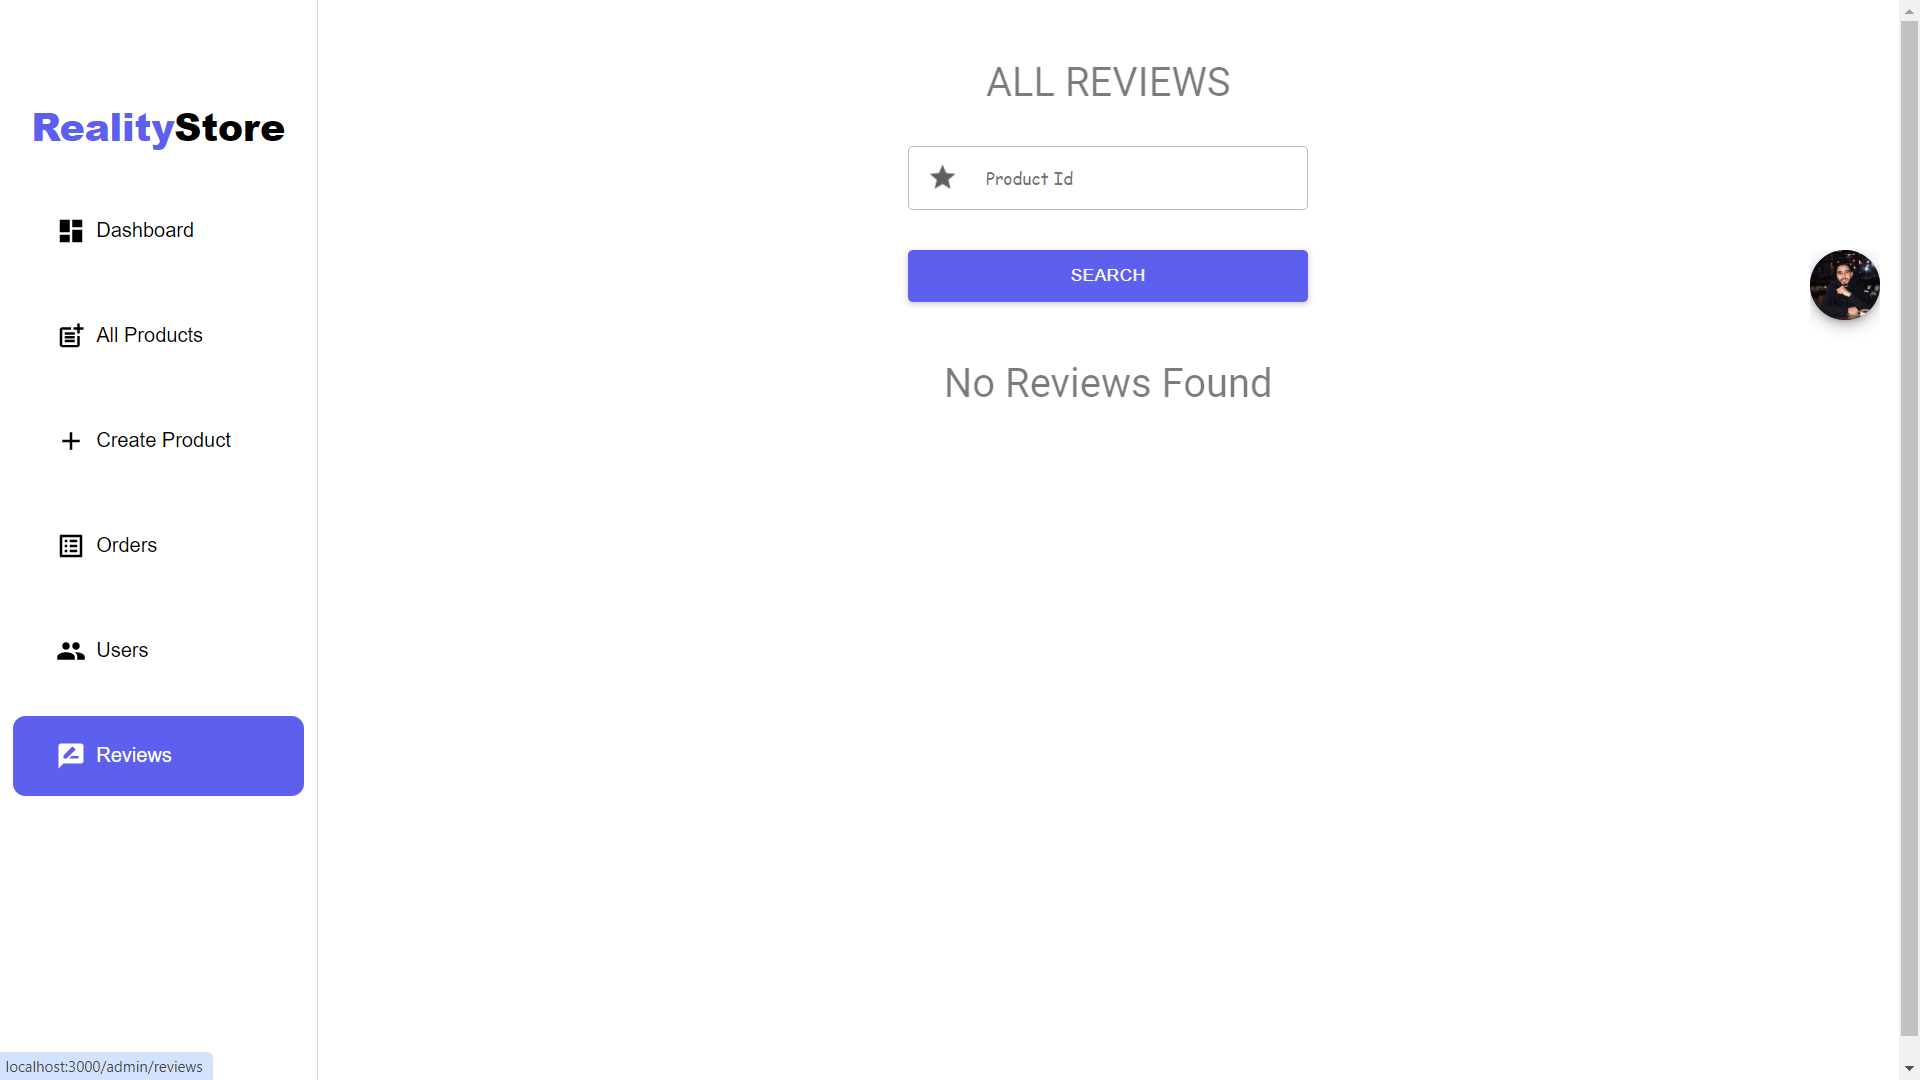 RealityStore
Dashboard
All Products
Create Product
Orders
Users
Reviews
ALL REVIEWS
Product Id
SEARCH
No Reviews Found
localhost:3000/admin/reviews